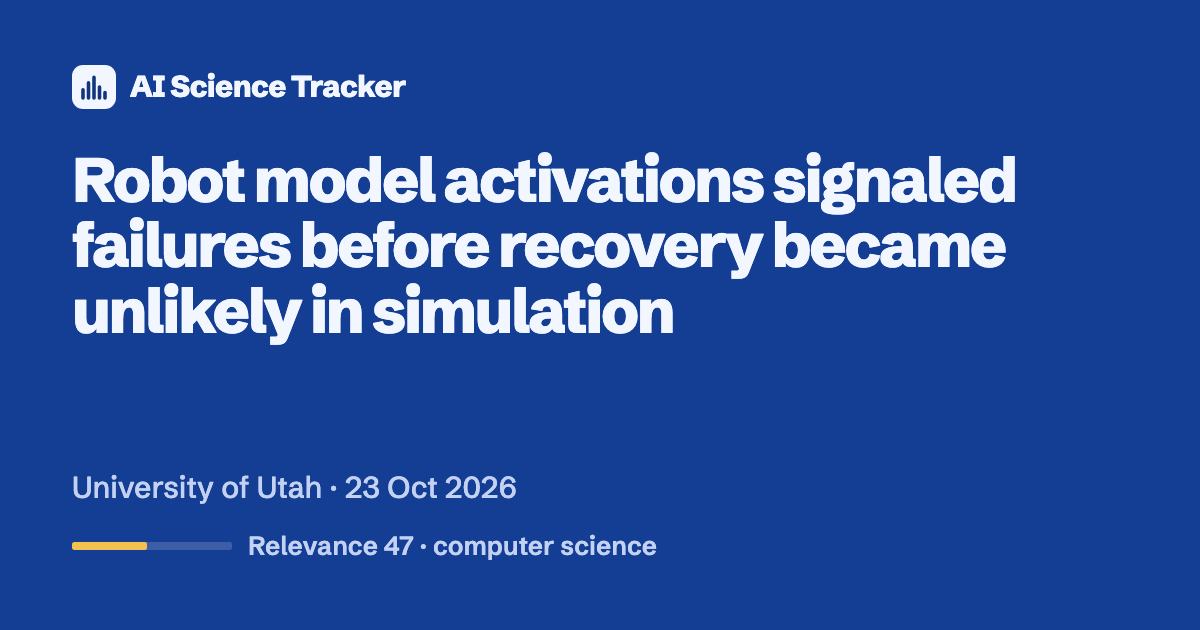 AI Science Tracker
Robot model activations signaled
failures before recovery became
unlikely in simulation
University of Utah · 23 Oct 2026
Relevance 47 · computer science